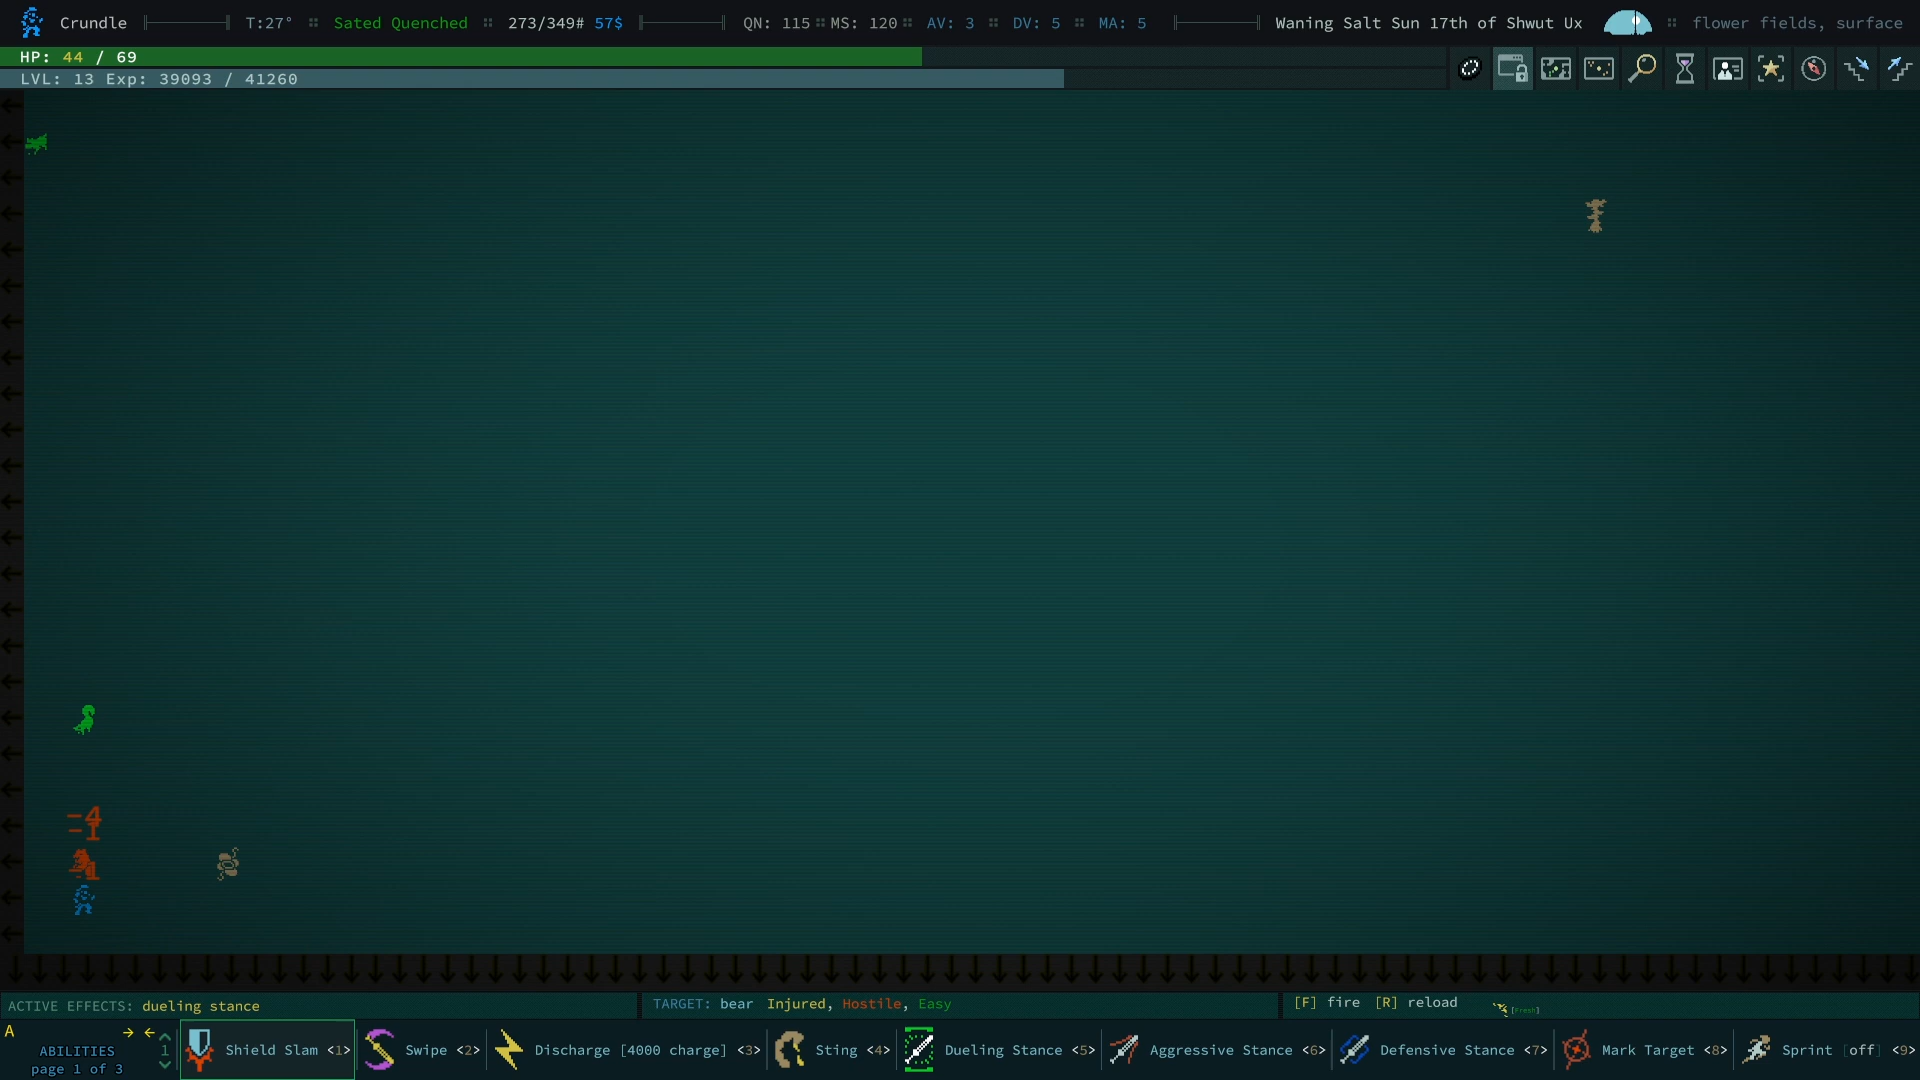 Crundle T:27° Sated Quenched 273/349# 57$ QN: 115 MS: 120 AV: 3 DV: 5 MA: 5 Waning Salt Sun 17th of Shwut Ux flower fields, surface
HP: 44 / 69
LVL: 13 Exp: 39093 / 41260
-4
-1
ACTIVE EFFECTS: dueling stance TARGET: bear Injured, Hostile, Easy [F] fire [R] reload [Fresh]
A
ABILITIES
page 1 of 3
1
Shield Slam <1> Swipe <2> Discharge [4000 charge] <3> Sting <4> Dueling Stance <5> Aggressive Stance <6> Defensive Stance <7> Mark Target <8> Sprint [off] <9>